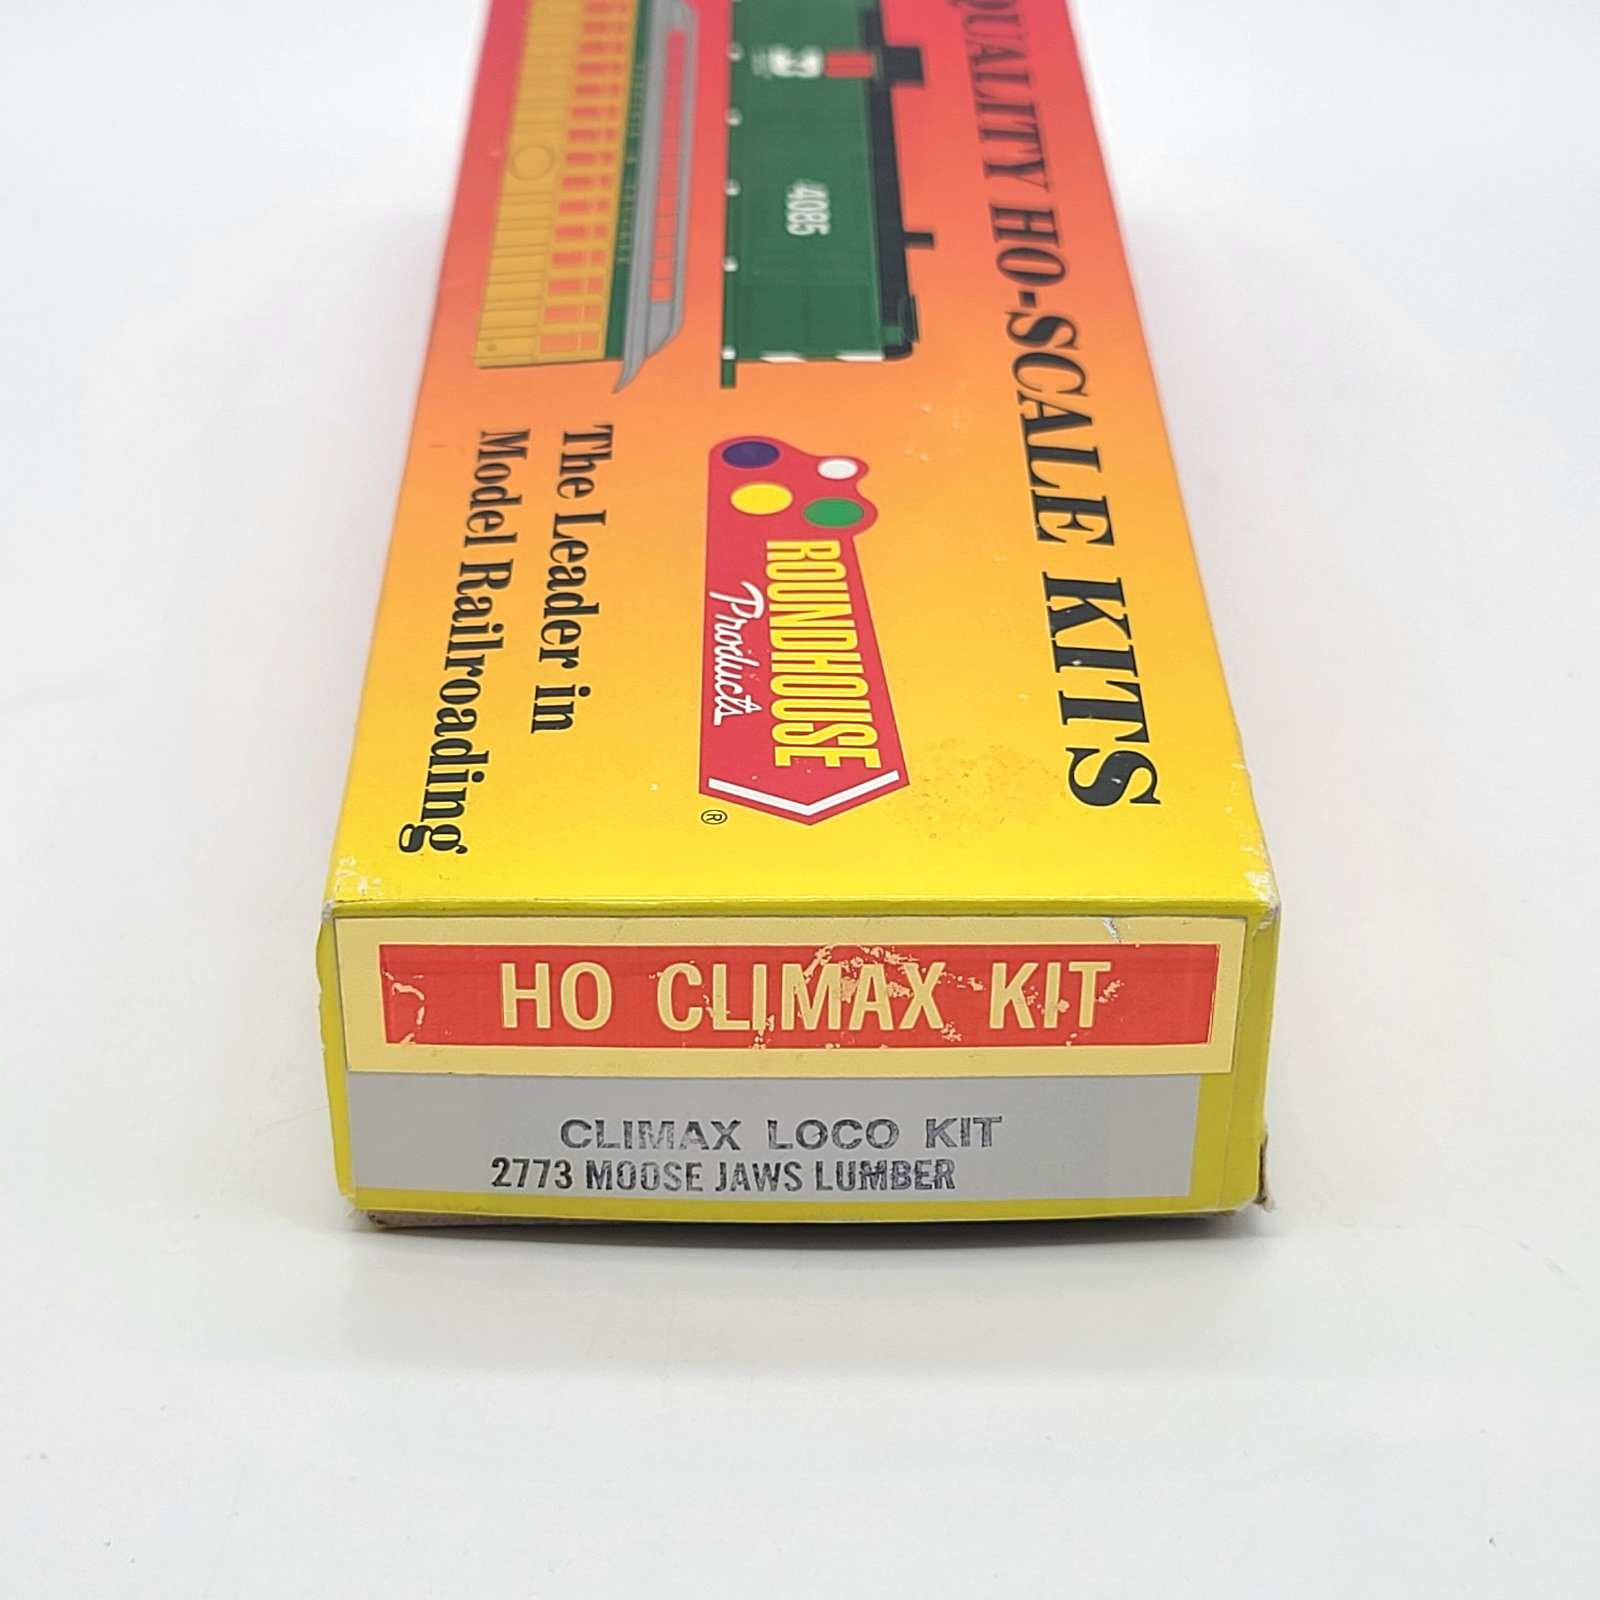 QUALITY HO-SCALE KITS
4085
ROUNDHOUSE
Products
®
The Leader in
Model Railroading
HO CLIMAX KIT
CLIMAX LOCO KIT
2773 MOOSE JAWS LUMBER